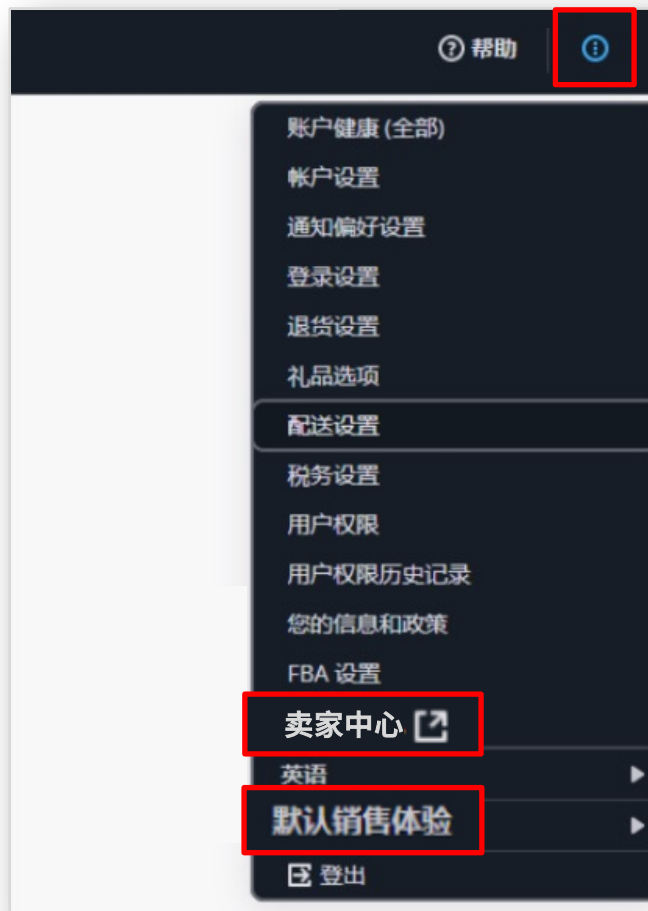 帮助
账户健康 (全部)
帐户设置
通知偏好设置
登录设置
退货设置
礼品选项
配送设置
税务设置
用户权限
用户权限历史记录
您的信息和政策
FBA 设置
卖家中心
英语
默认销售体验
登出